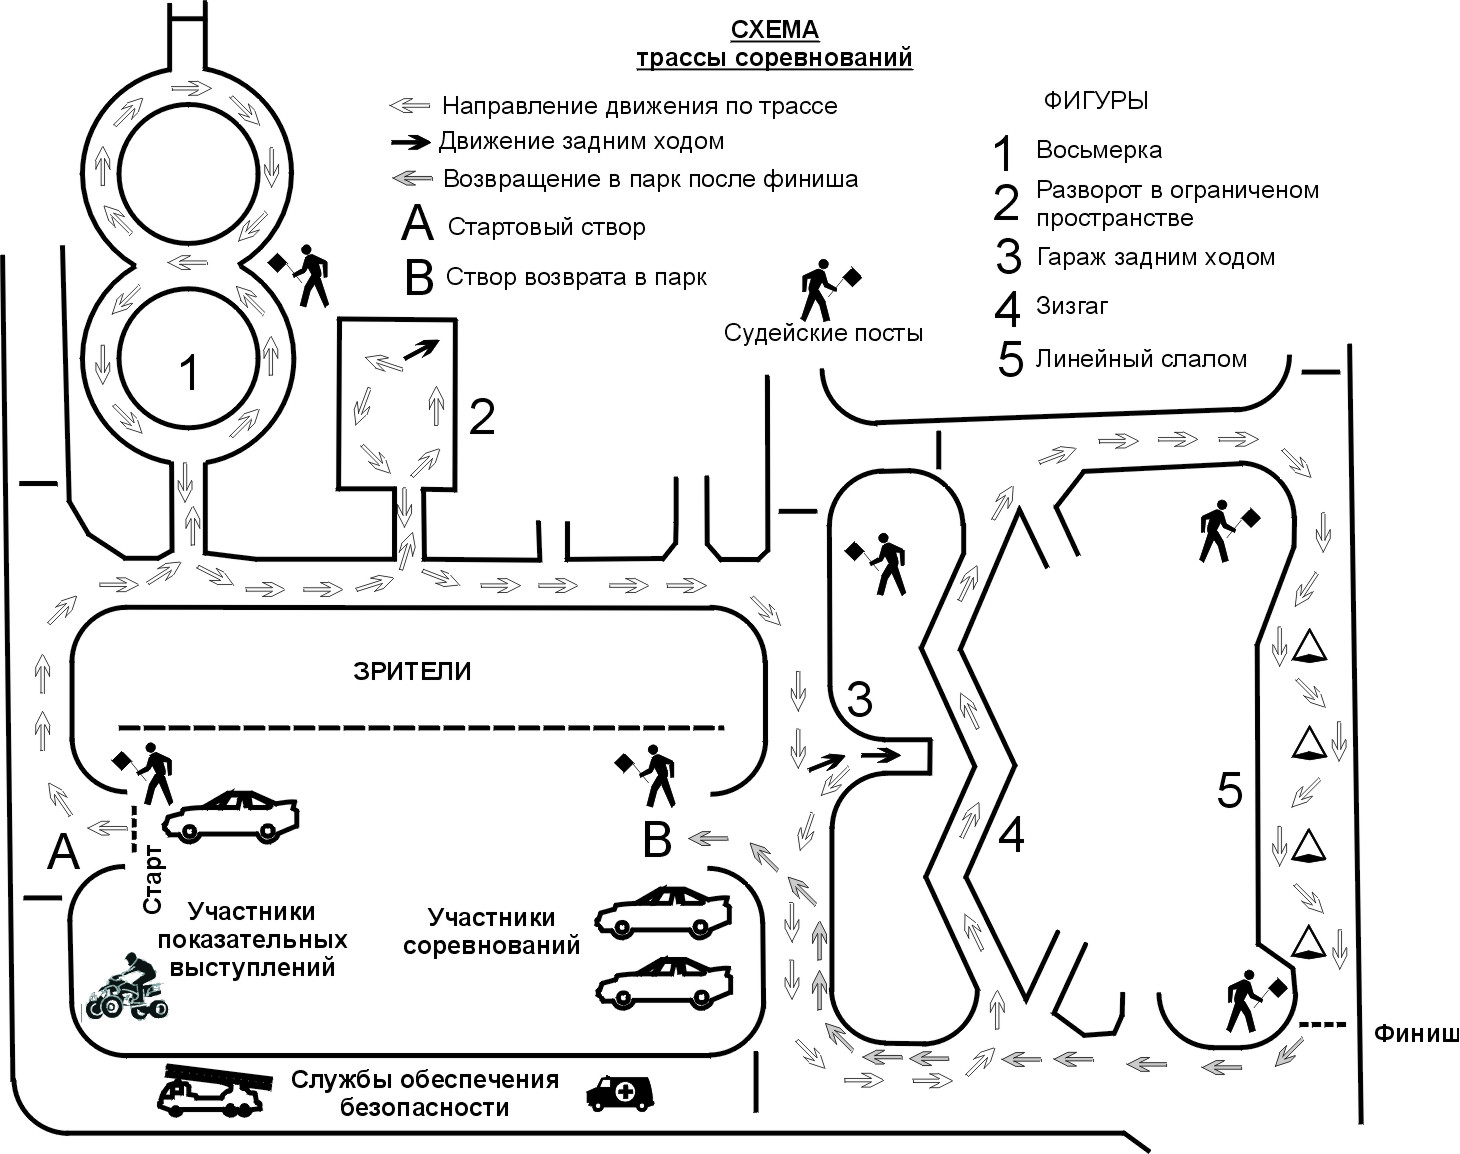 СХЕМА
трассы соревнований
Направление движения по трассе
Движение задним ходом
Возвращение в парк после финиша
А Стартовый створ
В Створ возврата в парк
Судейские посты
ФИГУРЫ
1 Восьмерка
2 Разворот в ограниченом
пространстве
3 Гараж задним ходом
4 Зизгаг
5 Линейный слалом
1
2
ЗРИТЕЛИ
3
4
5
А
Старт
В
Участники
показательных
выступлений
Участники
соревнований
Финиш
Службы обеспечения
безопасности